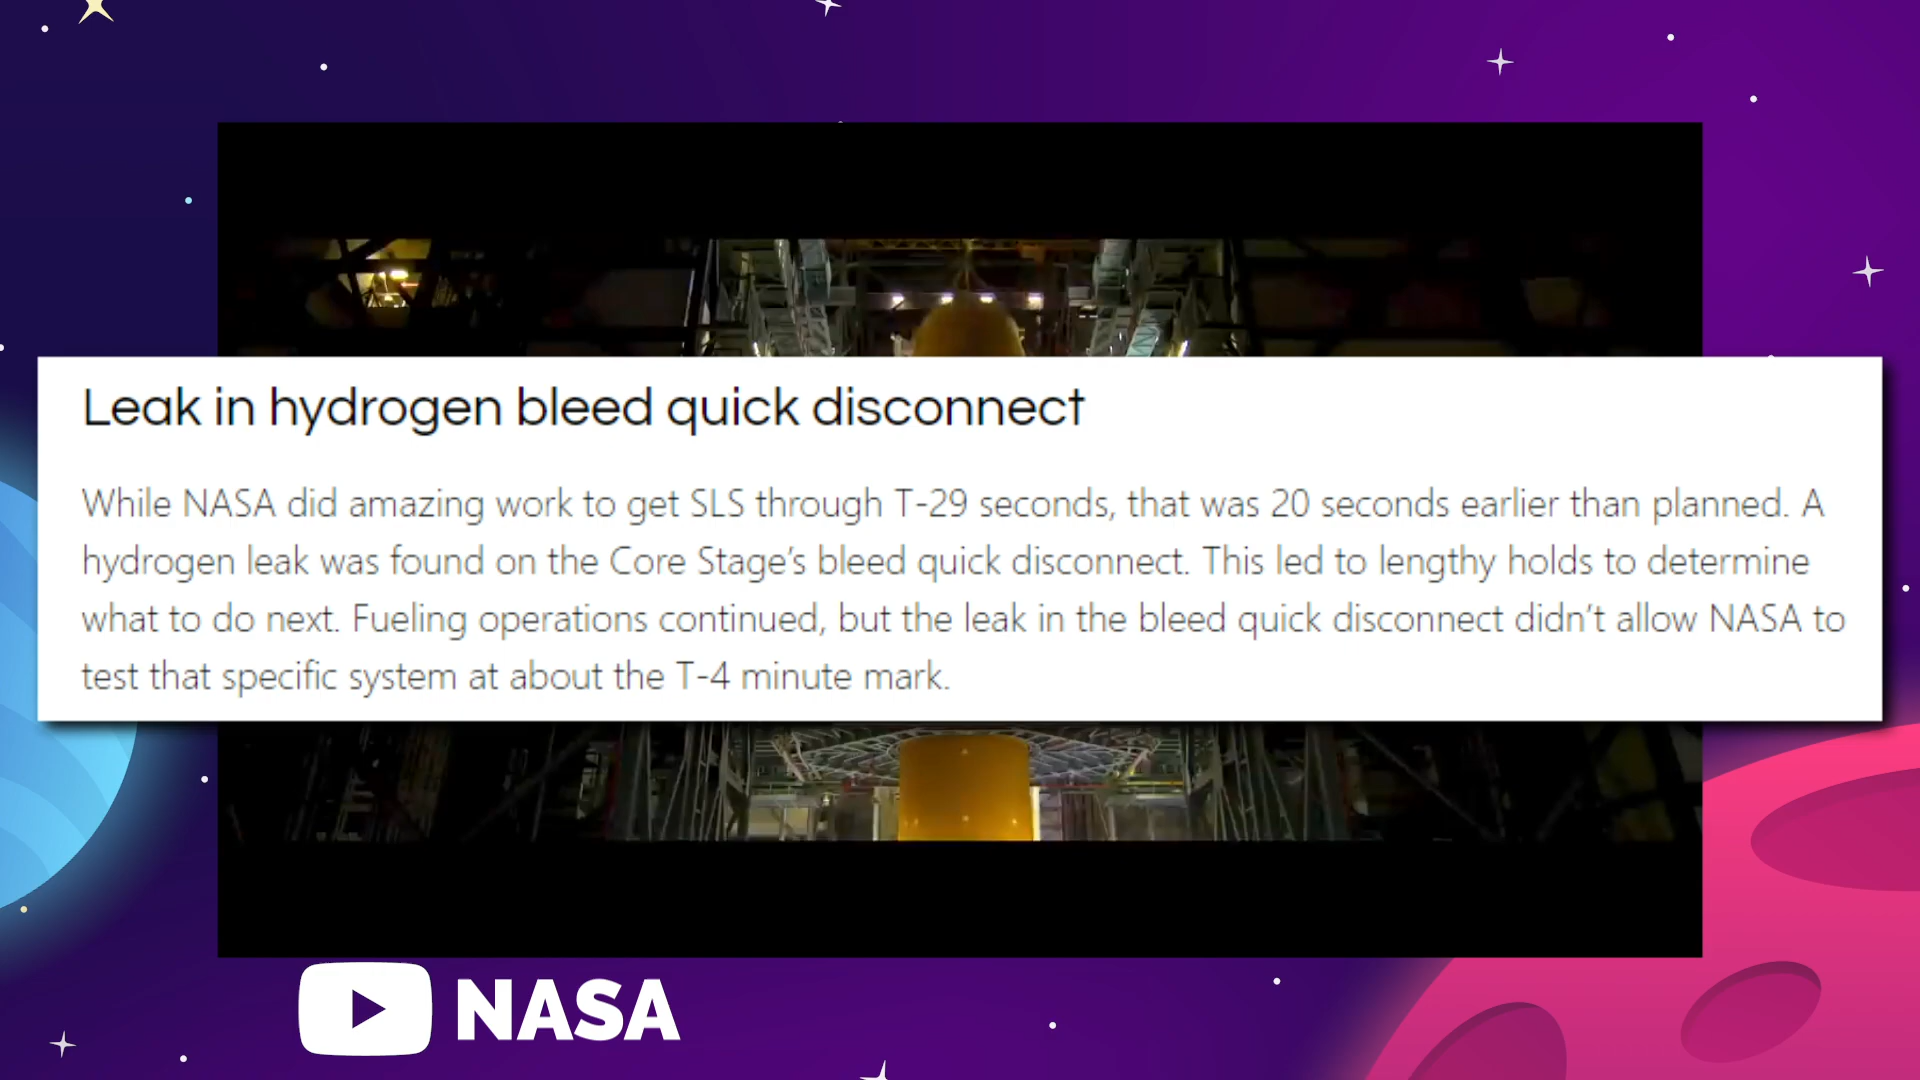 Leak in hydrogen bleed quick disconnect
While NASA did amazing work to get SLS through T-29 seconds, that was 20 seconds earlier than planned. A
hydrogen leak was found on the Core Stage’s bleed quick disconnect. This led to lengthy holds to determine
what to do next. Fueling operations continued, but the leak in the bleed quick disconnect didn’t allow NASA to
test that specific system at about the T-4 minute mark.
NASA